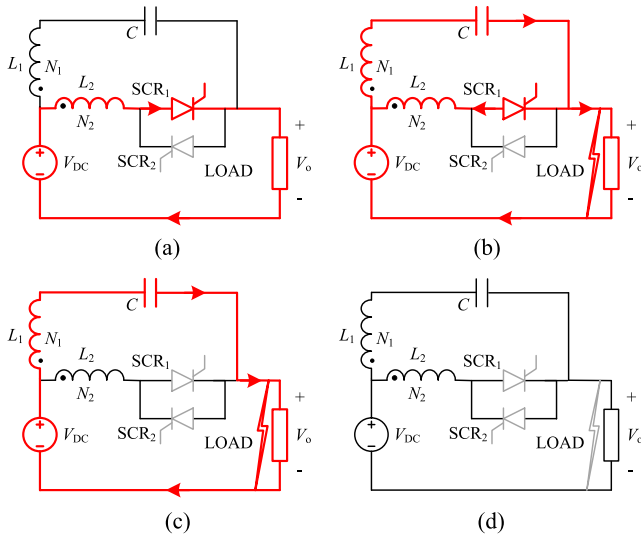 C
L1
N1
L2
SCR1
N2
+
VDC
SCR2
LOAD
Vo
-
(a)
C
L1
N1
L2
SCR1
N2
+
VDC
SCR2
LOAD
Vo
-
(b)
C
L1
N1
L2
SCR1
N2
+
VDC
SCR2
LOAD
Vo
-
(c)
C
L1
N1
L2
SCR1
N2
+
VDC
SCR2
LOAD
Vo
-
(d)